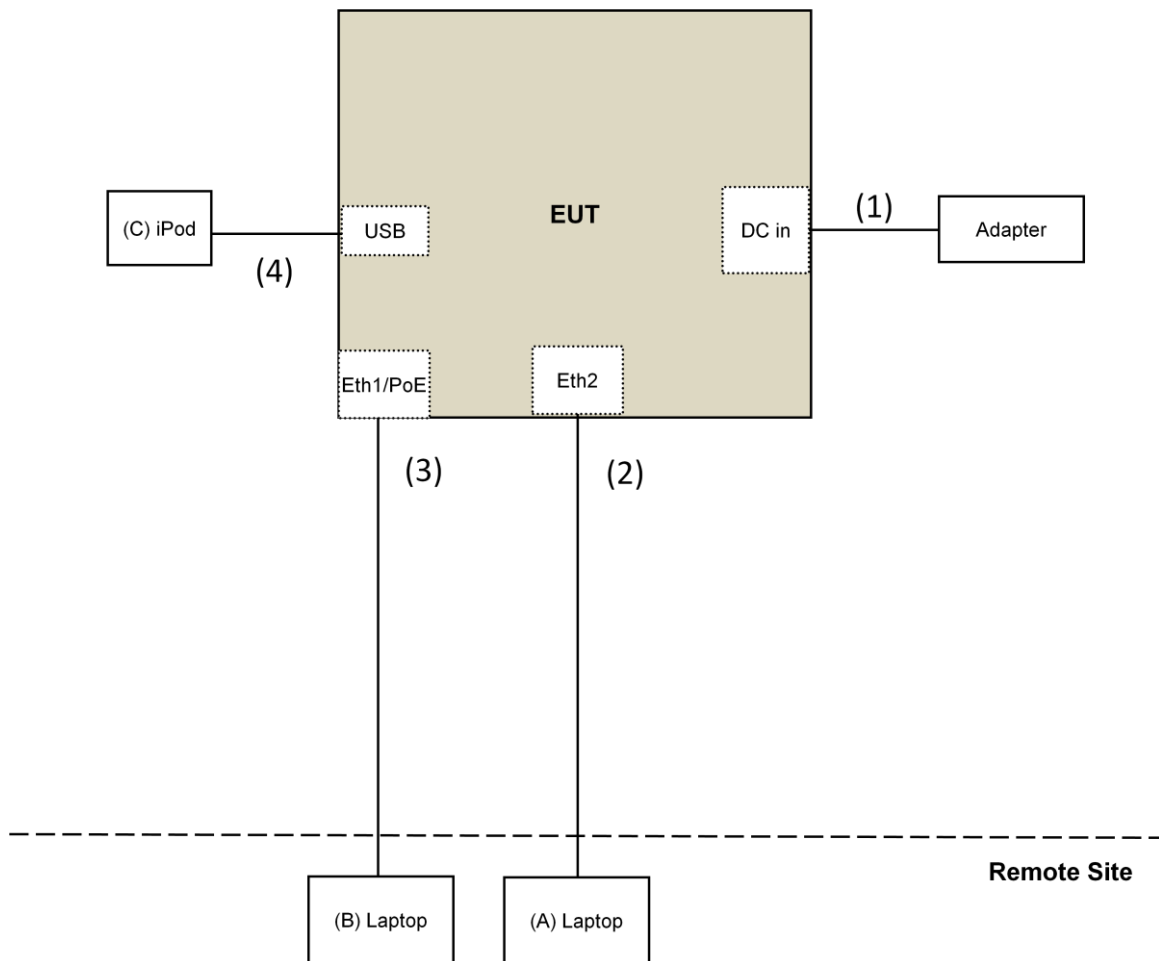 (1)
EUT
(C) iPod
USB
DC in
Adapter
(4)
Eth1/PoE
Eth2
(3)
(2)
Remote Site
(B) Laptop
(A) Laptop